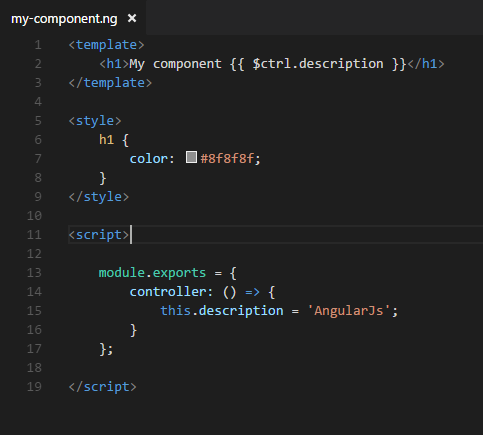 my-component.ng ×
1 <template>
2     <h1>My component {{ $ctrl.description }}</h1>
3 </template>
4
5 <style>
6     h1 {
7         color: #8f8f8f;
8     }
9 </style>
10
11 <script>
12
13     module.exports = {
14         controller: () => {
15             this.description = 'AngularJs';
16         }
17     };
18
19 </script>